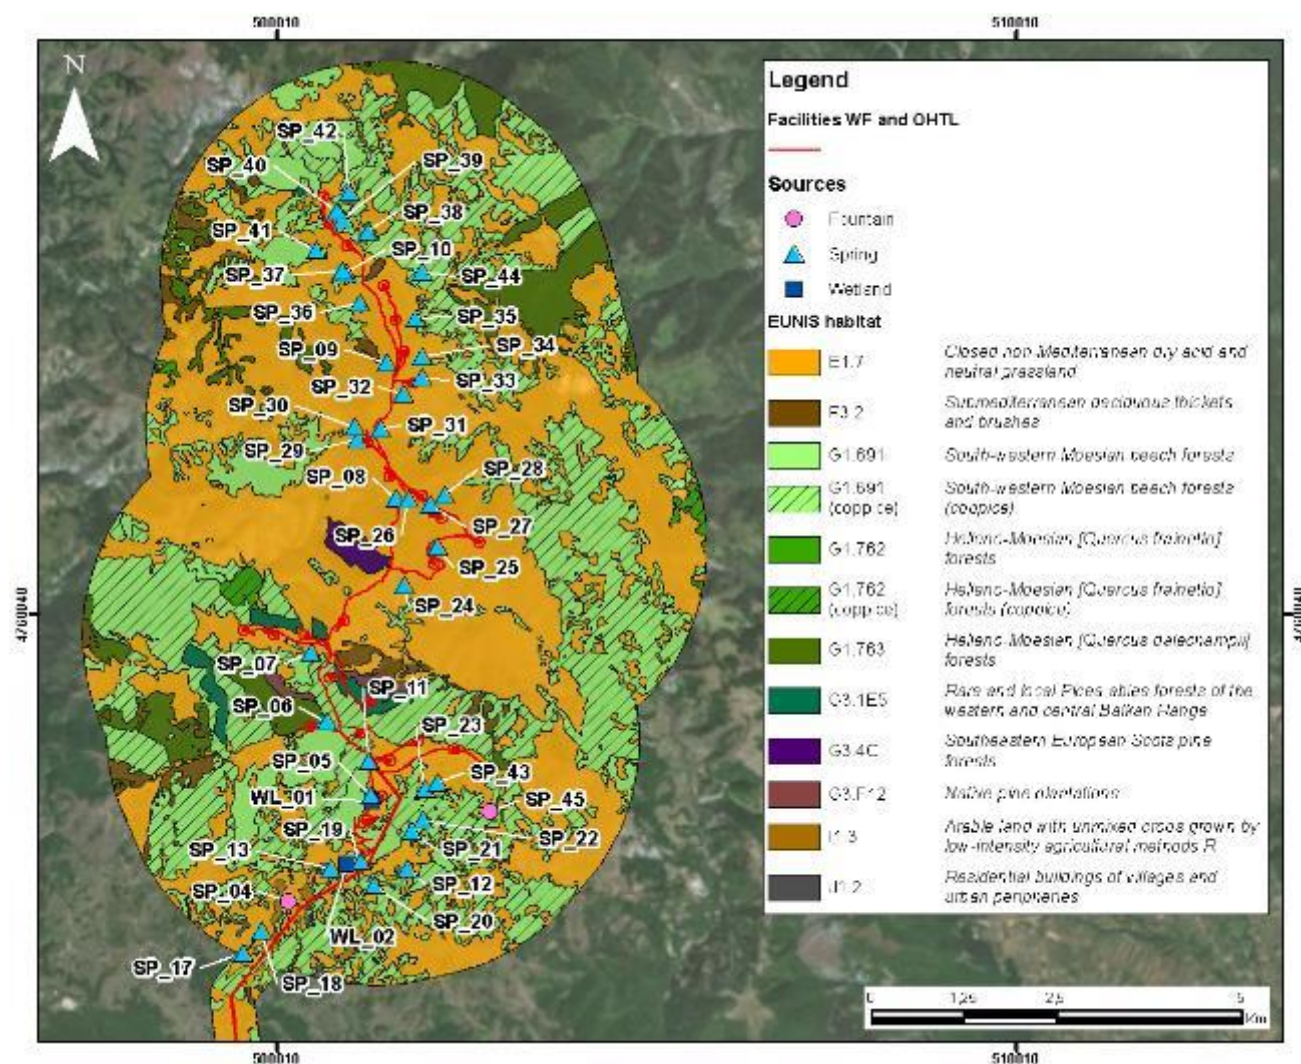 500010
510010
N
Legend
Facilities WF and OHTL
Sources
Fountain
Spring
Wetland
EUNIS habitat
E1.7
Closed non Mediterranean dry acid and
neutral grassland
F3.2
Submediterranean deciduous thickets
and brushes
G1.691
South-western Moesian beech forests
G1.691
(coppice)
South-western Moesian beech forests
(coppice)
G1.762
Helleno-Moesian [Quercus frainetto]
forests
G1.762
(coppice)
Helleno-Moesian [Quercus frainetto]
forests (coppice)
G1.763
Helleno-Moesian [Quercus dalechampii]
forests
G3.1E5
Rare and local Picea abies forests of the
western and central Balkan Range
G3.4C
Southeastern European Scots pine
forests
G3.F12
Native pine plantations
I1.3
Arable land with unmixed crops grown by
low-intensity agricultural methods R
J1.2
Residential buildings of villages and
urban peripheries
SP_42
SP_40
SP_39
SP_38
SP_41
SP_10
SP_37
SP_44
SP_36
SP_35
SP_09
SP_34
SP_32
SP_33
SP_30
SP_31
SP_29
SP_08
SP_28
SP_26
SP_27
SP_25
SP_24
SP_07
SP_11
SP_06
SP_23
SP_05
SP_43
WL_01
SP_45
SP_19
SP_22
SP_13
SP_21
SP_04
SP_12
SP_20
WL_02
SP_17
SP_18
4760040
4760040
0 1,25 2,5 5
Km
500010
510010